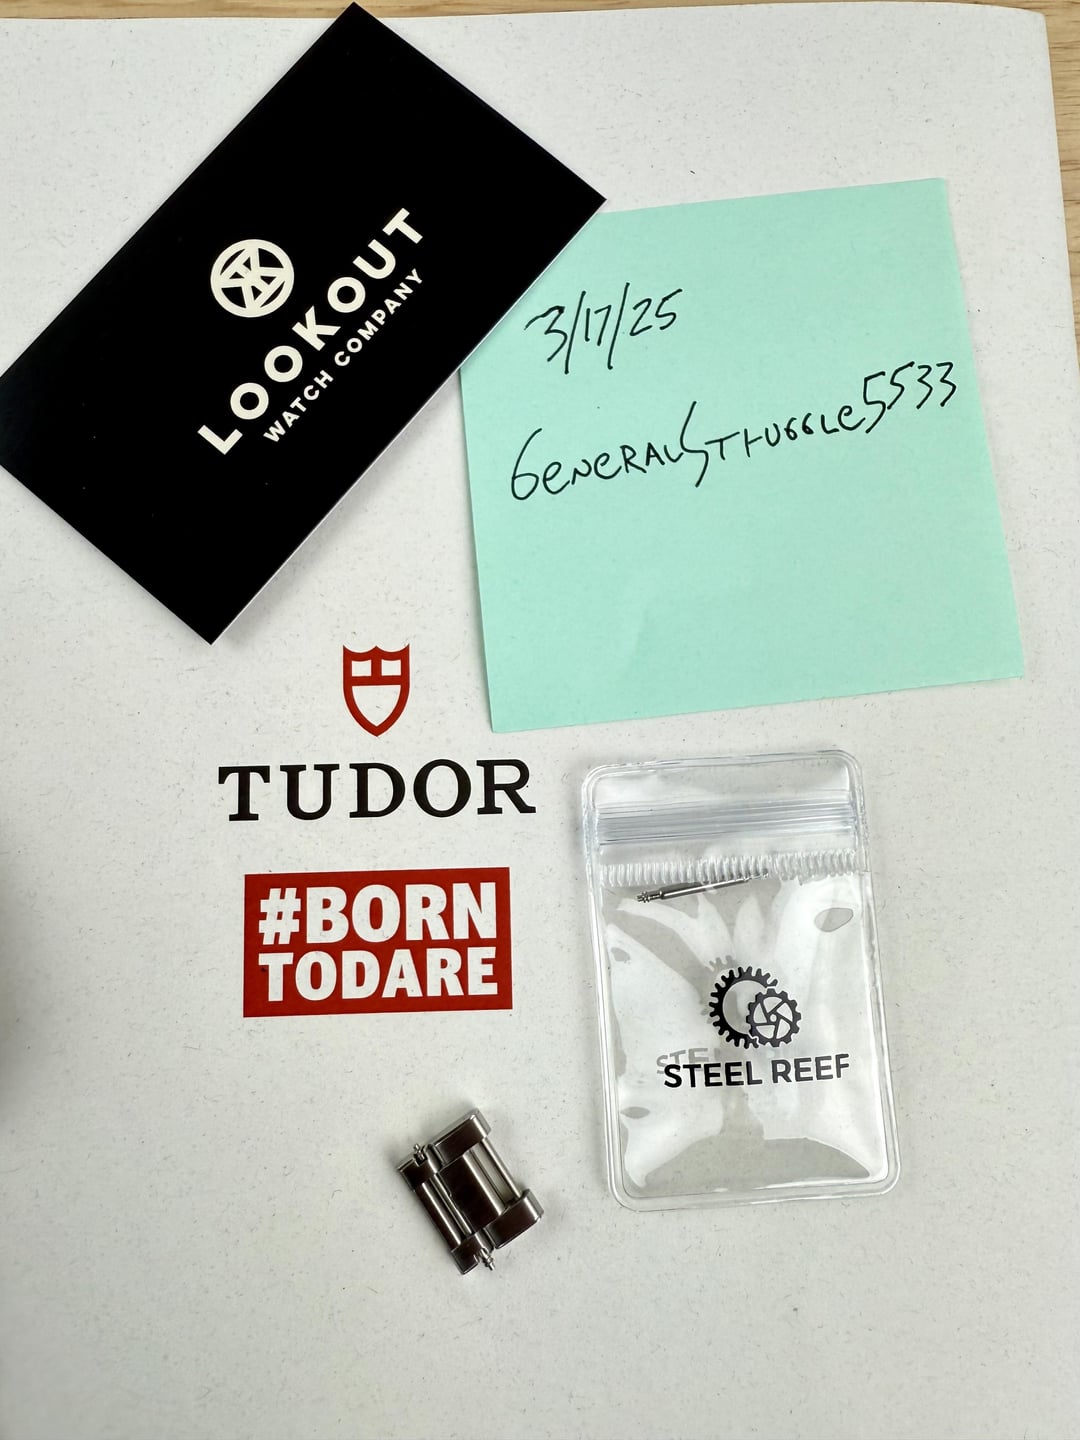 LOOKOUT
WATCH COMPANY
3/17/25
GENERALSTRUGGLE5533
TUDOR
#BORN
TODARE
STEEL REEF